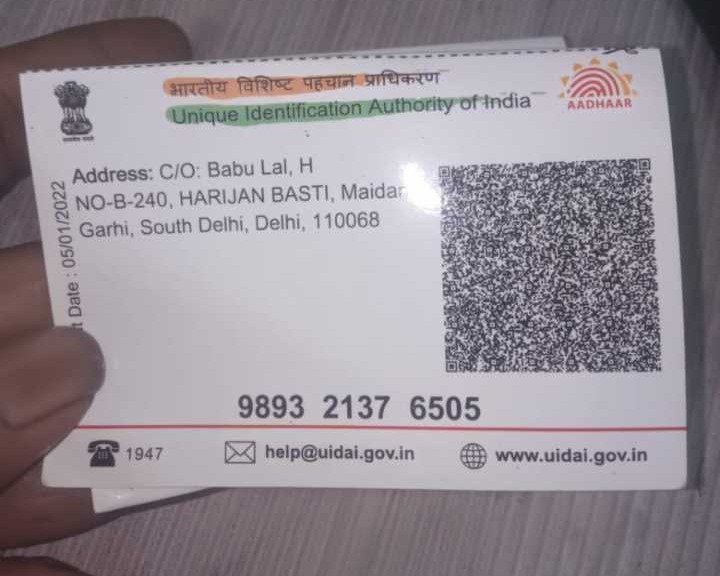 भारतीय विशिष्ट पहचान प्राधिकरण
Unique Identification Authority of India
AADHAAR
Address: C/O: Babu Lal, H
NO-B-240, HARIJAN BASTI, Maidan
Garhi, South Delhi, Delhi, 110068
Date : 05/01/2022
9893 2137 6505
1947
help@uidai.gov.in
www.uidai.gov.in